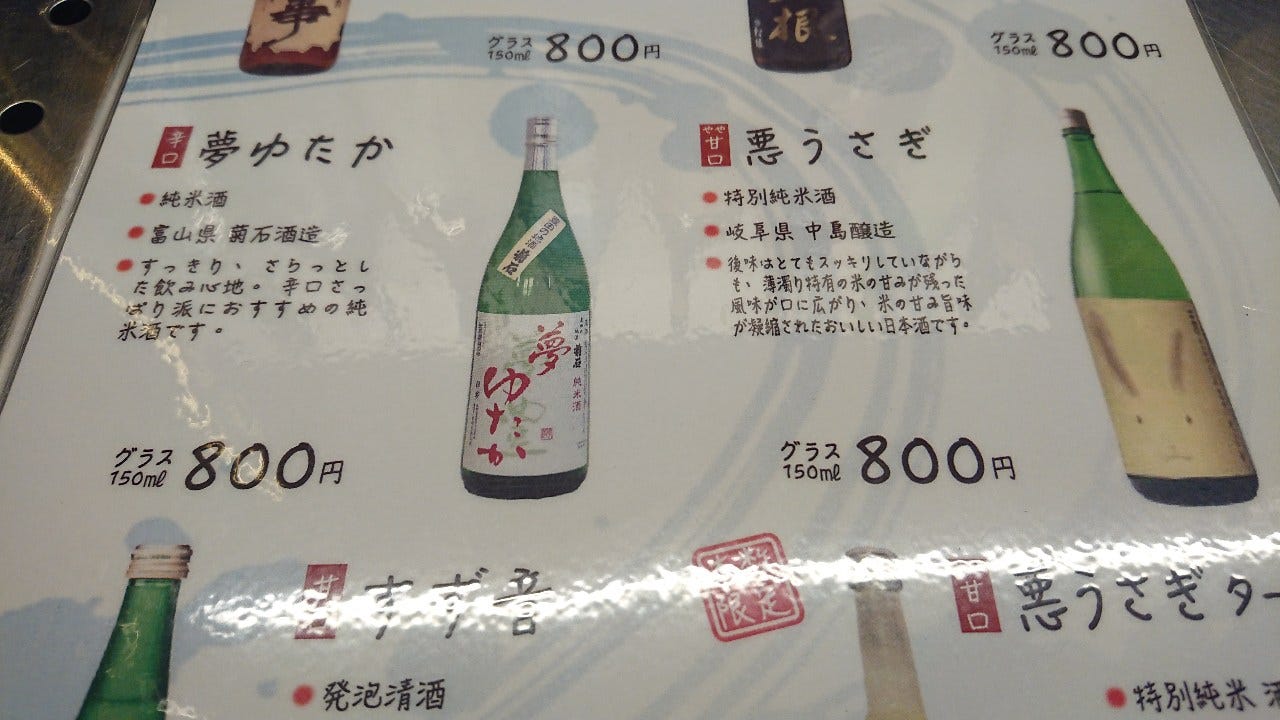 事
根
グラス
150ml 800円
グラス
150ml 800円
辛口 夢ゆたか
純米酒
富山県 菊石酒造
すっきり、さらっとし
た飲み心地。辛口さっ
ぱり派におすすめの純
米酒です。
菊石
夢
ゆたか
純米酒
グラス
150ml 800円
やや甘口 悪うさぎ
特別純米酒
岐阜県 中島醸造
後味はとてもスッキリしていながら
も、薄濁り特有の米の甘みが残った
風味が口に広がり、米の甘み旨味
が凝縮されたおいしい日本酒です。
グラス
150ml 800円
甘口 すず音
発泡清酒
数量限定
甘口 悪うさぎ ター
特別純米酒